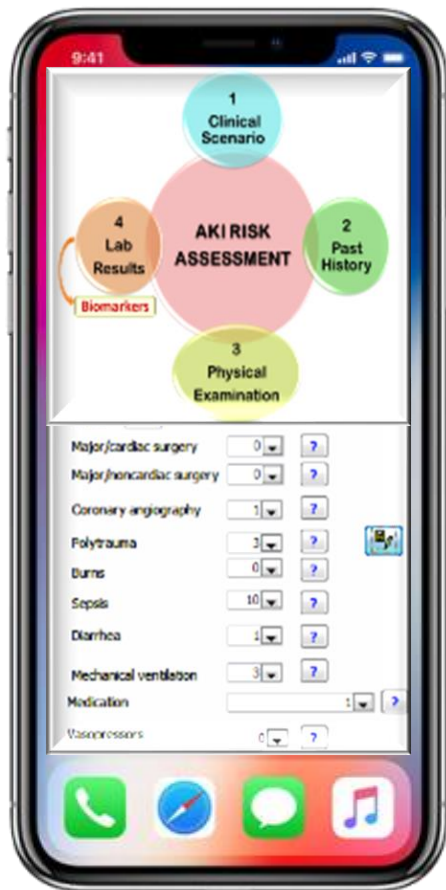 9:41
1
Clinical
Scenario
4
Lab
Results
AKI RISK
ASSESSMENT
2
Past
History
Biomarkers
3
Physical
Examination
Major/cardiac surgery 0 ?
Major/noncardiac surgery 0 ?
Coronary angiography 1 ?
Polytrauma 3 ?
Burns 0 ?
Sepsis 10 ?
Diarrhea 1 ?
Mechanical ventilation 3 ?
Medication 1 ?
Vasopressors 0 ?